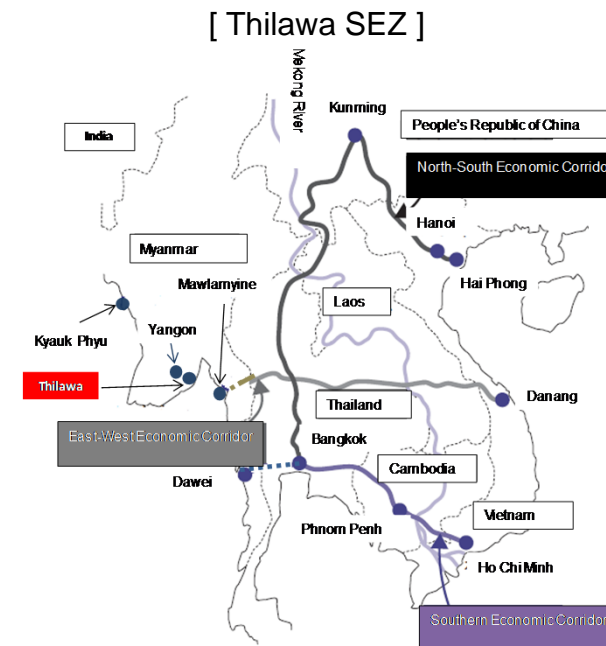 [ Thilawa SEZ ]
Mekong River
Kunming
India
People's Republic of China
North-South Economic Corrido
Hanoi
Myanmar
Hai Phong
Mawlamyine
Laos
Kyauk Phyu
Yangon
Thilawa
Thailand
Danang
East-West Economic Corridor
Bangkok
Cambodia
Dawei
Vietnam
Phnom Penh
Ho Chi Minh
Southern Economic Corridor